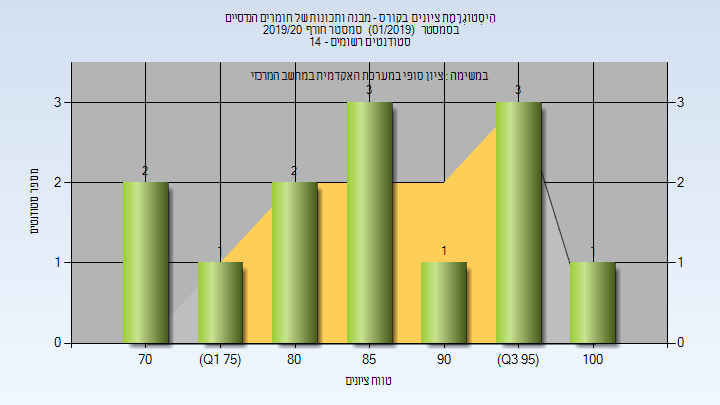 הִיסְטוֹגְרָמַת ציונים בקורס - מבנה ותכונות של חומרים הנדסיים
בסמסטר (01/2019) סמסטר חורף 2019/20
סטודנטים רשומים - 14
במשימה : ציון סופי במערכת האקדמית במחשב המרכזי
מספר סטודנטים
3 3
2 2
1 1
0 0
2 1 2 3 1 3 1
70 (Q1 75) 80 85 90 (Q3 95) 100
טווח ציונים